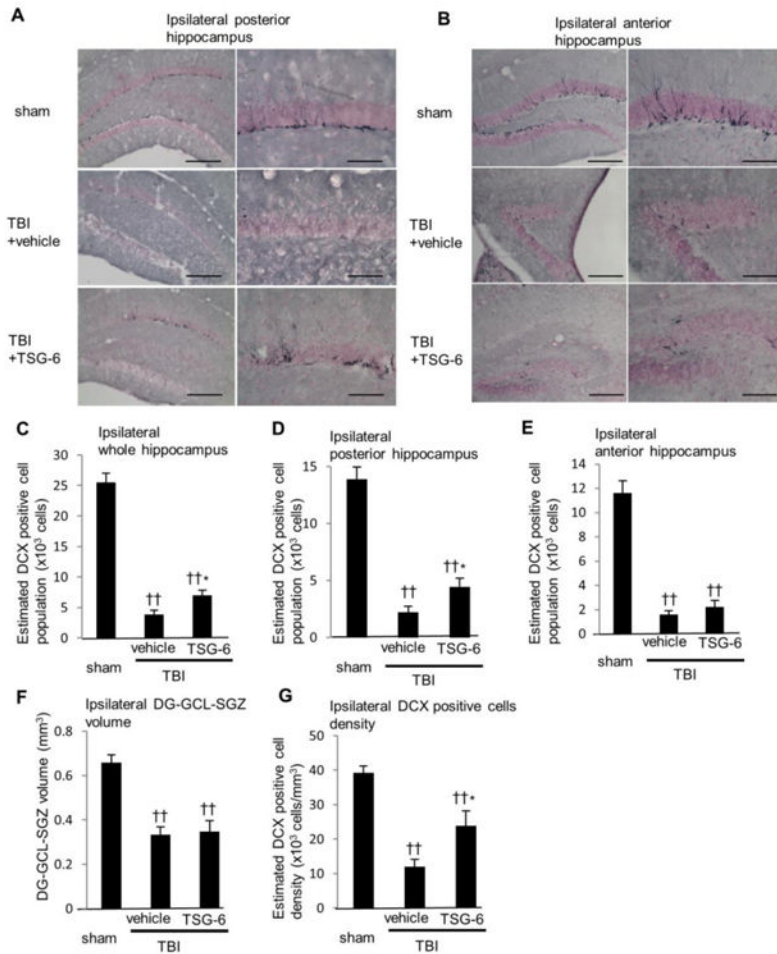 A
Ipsilateral posterior
hippocampus
sham
TBI
+vehicle
TBI
+TSG-6
B
Ipsilateral anterior
hippocampus
sham
TBI
+vehicle
TBI
+TSG-6
C
Ipsilateral
whole hippocampus
Estimated DCX positive cell
population (x10³ cells)
30
25
20
15
10
5
0
††
††*
vehicle TSG-6
sham
TBI
D
Ipsilateral
posterior hippocampus
Estimated DCX positive cell
population (x10³ cells)
15
10
5
0
††
††*
vehicle TSG-6
sham
TBI
E
Ipsilateral
anterior hippocampus
Estimated DCX positive cell
population (x10³ cells)
14
12
10
8
6
4
2
0
††
††
vehicle TSG-6
sham
TBI
F
Ipsilateral DG-GCL-SGZ
volume
DG-GCL-SGZ volume (mm³)
0.8
0.6
0.4
0.2
0
††
††
vehicle TSG-6
sham
TBI
G
Ipsilateral DCX positive cells
density
Estimated DCX positive cell
density (x10³ cells/mm³)
50
40
30
20
10
0
††
††*
vehicle TSG-6
sham
TBI